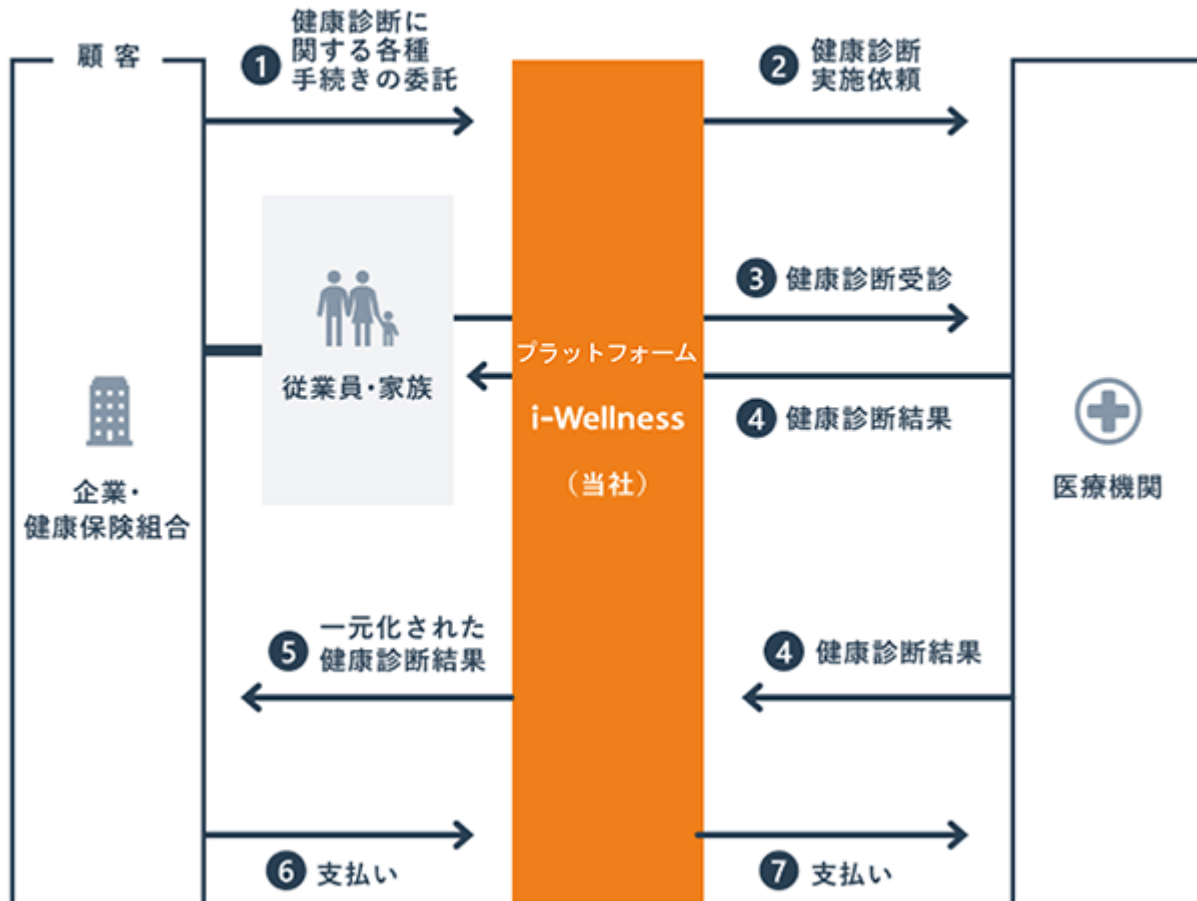 顧客
❶ 健康診断に
関する各種
手続きの委託
❷ 健康診断
実施依頼
❸ 健康診断受診
従業員・家族
プラットフォーム
i-Wellness
（当社）
❹ 健康診断結果
企業・
健康保険組合
医療機関
❺ 一元化された
健康診断結果
❹ 健康診断結果
❻ 支払い
❼ 支払い